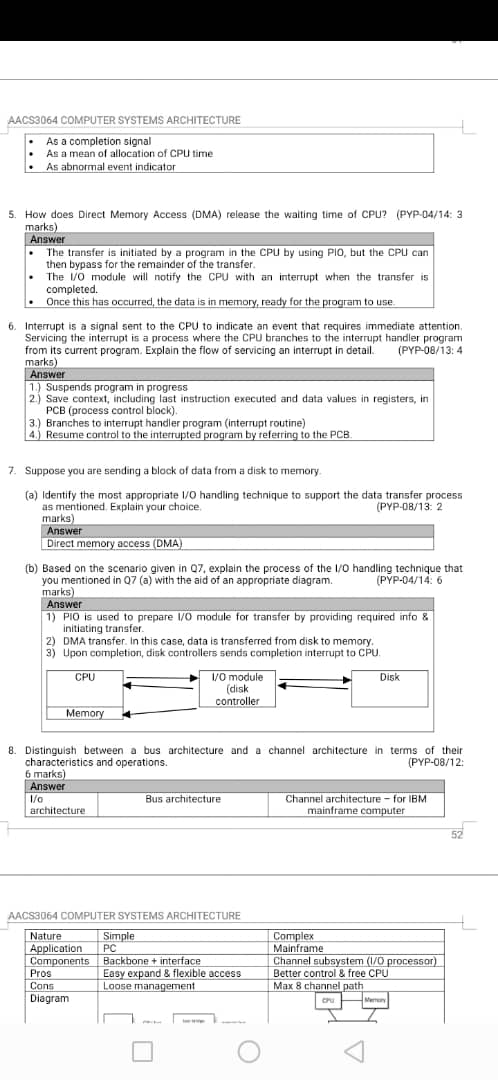 AACS3064 COMPUTER SYSTEMS ARCHITECTURE
• As a completion signal
• As a mean of allocation of CPU time
• As abnormal event indicator
5. How does Direct Memory Access (DMA) release the waiting time of CPU? (PYP-04/14: 3
marks)
Answer
• The transfer is initiated by a program in the CPU by using PIO, but the CPU can
then bypass for the remainder of the transfer.
• The I/O module will notify the CPU with an interrupt when the transfer is
completed.
• Once this has occurred, the data is in memory, ready for the program to use.
6. Interrupt is a signal sent to the CPU to indicate an event that requires immediate attention.
Servicing the interrupt is a process where the CPU branches to the interrupt handler program
from its current program. Explain the flow of servicing an interrupt in detail. (PYP-08/13: 4
marks)
Answer
1.) Suspends program in progress
2.) Save context, including last instruction executed and data values in registers, in
PCB (process control block).
3.) Branches to interrupt handler program (interrupt routine)
4.) Resume control to the interrupted program by referring to the PCB.
7. Suppose you are sending a block of data from a disk to memory.
(a) Identify the most appropriate I/O handling technique to support the data transfer process
as mentioned. Explain your choice. (PYP-08/13: 2
marks)
Answer
Direct memory access (DMA)
(b) Based on the scenario given in Q7, explain the process of the I/O handling technique that
you mentioned in Q7 (a) with the aid of an appropriate diagram. (PYP-04/14: 6
marks)
Answer
1) PIO is used to prepare I/O module for transfer by providing required info &
initiating transfer.
2) DMA transfer. In this case, data is transferred from disk to memory.
3) Upon completion, disk controllers sends completion interrupt to CPU.
CPU
I/O module
(disk
controller
Disk
Memory
8. Distinguish between a bus architecture and a channel architecture in terms of their
characteristics and operations. (PYP-08/12:
6 marks)
Answer
I/o
architecture
Bus architecture
Channel architecture – for IBM
mainframe computer
52
AACS3064 COMPUTER SYSTEMS ARCHITECTURE
Nature Simple Complex
Application PC Mainframe
Components Backbone + interface Channel subsystem (I/O processor)
Pros Easy expand & flexible access Better control & free CPU
Cons Loose management Max 8 channel path
Diagram
CPU Memory